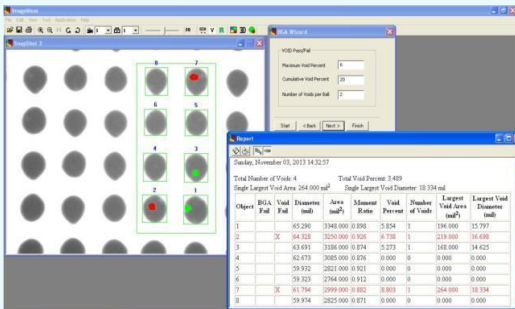 ImageView
File Edit View Tool Application Help
SnapShot 3
8 7
6 5
4 3
2 1
BGA Wizard
VOID Pass/Fail
Maximum Void Percent 6
Cumulative Void Percent 20
Number of Voids per Ball 2
Start < Back Next > Finish
Report
Sunday, November 03, 2013 14:32:57
Total Number of Voids: 4 Total Void Percent: 3.489
Single Largest Void Area: 264.000 mil² Single Largest Void Diameter: 18.334 mil
Object BGA Fail Void Fail Diameter (mil) Area (mil²) Moment Ratio Void Percent Number of Voids Largest Void Area (mil²) Largest Void Diameter (mil)
1 65.290 3348.000 0.898 5.854 1 196.000 15.797
2 X 64.328 3250.000 0.926 6.738 1 219.000 16.698
3 63.691 3186.000 0.874 5.273 1 168.000 14.625
4 62.673 3085.000 0.876 0.000 0 0.000 0.000
5 59.932 2821.000 0.921 0.000 0 0.000 0.000
6 59.323 2764.000 0.912 0.000 0 0.000 0.000
7 X 61.794 2999.000 0.882 8.803 1 264.000 18.334
8 59.974 2825.000 0.871 0.000 0 0.000 0.000